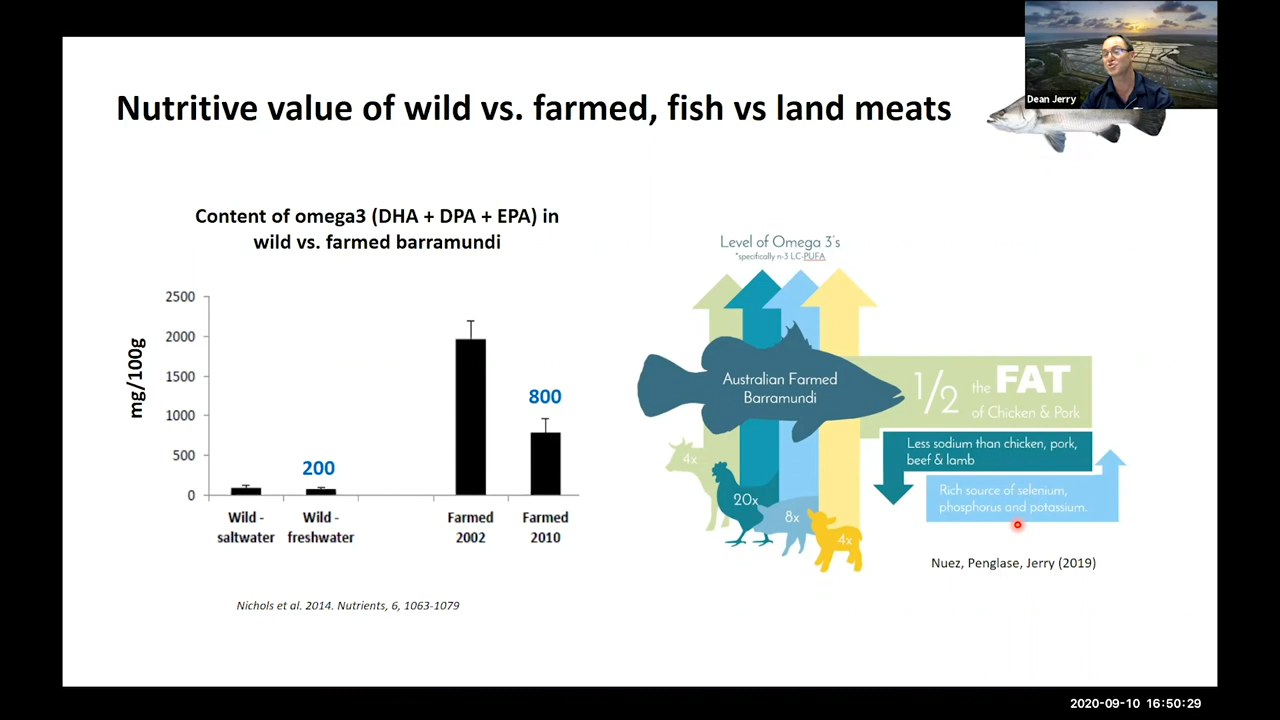 Dean Jerry
Nutritive value of wild vs. farmed, fish vs land meats
Content of omega3 (DHA + DPA + EPA) in
wild vs. farmed barramundi
mg/100g
2500
2000
1500
1000
500
0
200
800
Wild -
saltwater
Wild -
freshwater
Farmed
2002
Farmed
2010
Nichols et al. 2014. Nutrients, 6, 1063-1079
Level of Omega 3's
*specifically n-3 LC-PUFA
Australian Farmed
Barramundi
4x
20x
8x
4x
1/2 the FAT
of Chicken & Pork
Less sodium than chicken, pork,
beef & lamb
Rich source of selenium,
phosphorus and potassium.
Nuez, Penglase, Jerry (2019)
2020-09-10 16:50:29